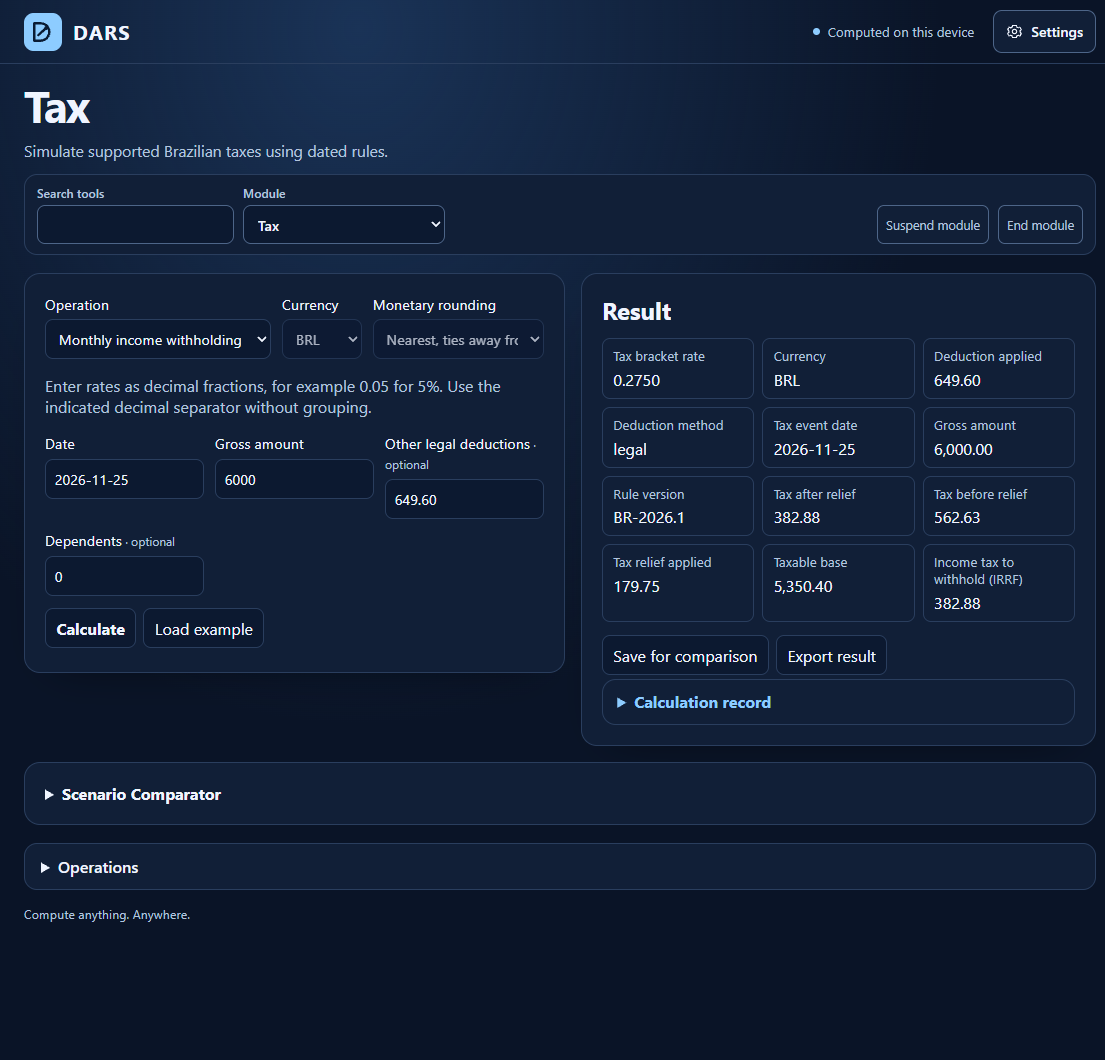 DARS
Computed on this device
Settings
Tax
Simulate supported Brazilian taxes using dated rules.
Search tools
Module
Tax
Suspend module
End module
Operation
Currency
Monetary rounding
Monthly income withholding
BRL
Nearest, ties away fro
Enter rates as decimal fractions, for example 0.05 for 5%. Use the
indicated decimal separator without grouping.
Date
Gross amount
Other legal deductions ·
optional
2026-11-25
6000
649.60
Dependents · optional
0
Calculate
Load example
Result
Tax bracket rate
0.2750
Currency
BRL
Deduction applied
649.60
Deduction method
legal
Tax event date
2026-11-25
Gross amount
6,000.00
Rule version
BR-2026.1
Tax after relief
382.88
Tax before relief
562.63
Tax relief applied
179.75
Taxable base
5,350.40
Income tax to
withhold (IRRF)
382.88
Save for comparison
Export result
Calculation record
Scenario Comparator
Operations
Compute anything. Anywhere.